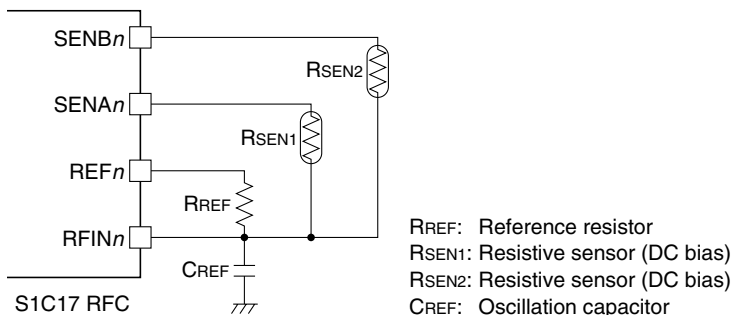 SENBn
RSEN2
SENAn
RSEN1
REFn
RREF
RFINn
CREF
S1C17 RFC
RREF: Reference resistor
RSEN1: Resistive sensor (DC bias)
RSEN2: Resistive sensor (DC bias)
CREF: Oscillation capacitor